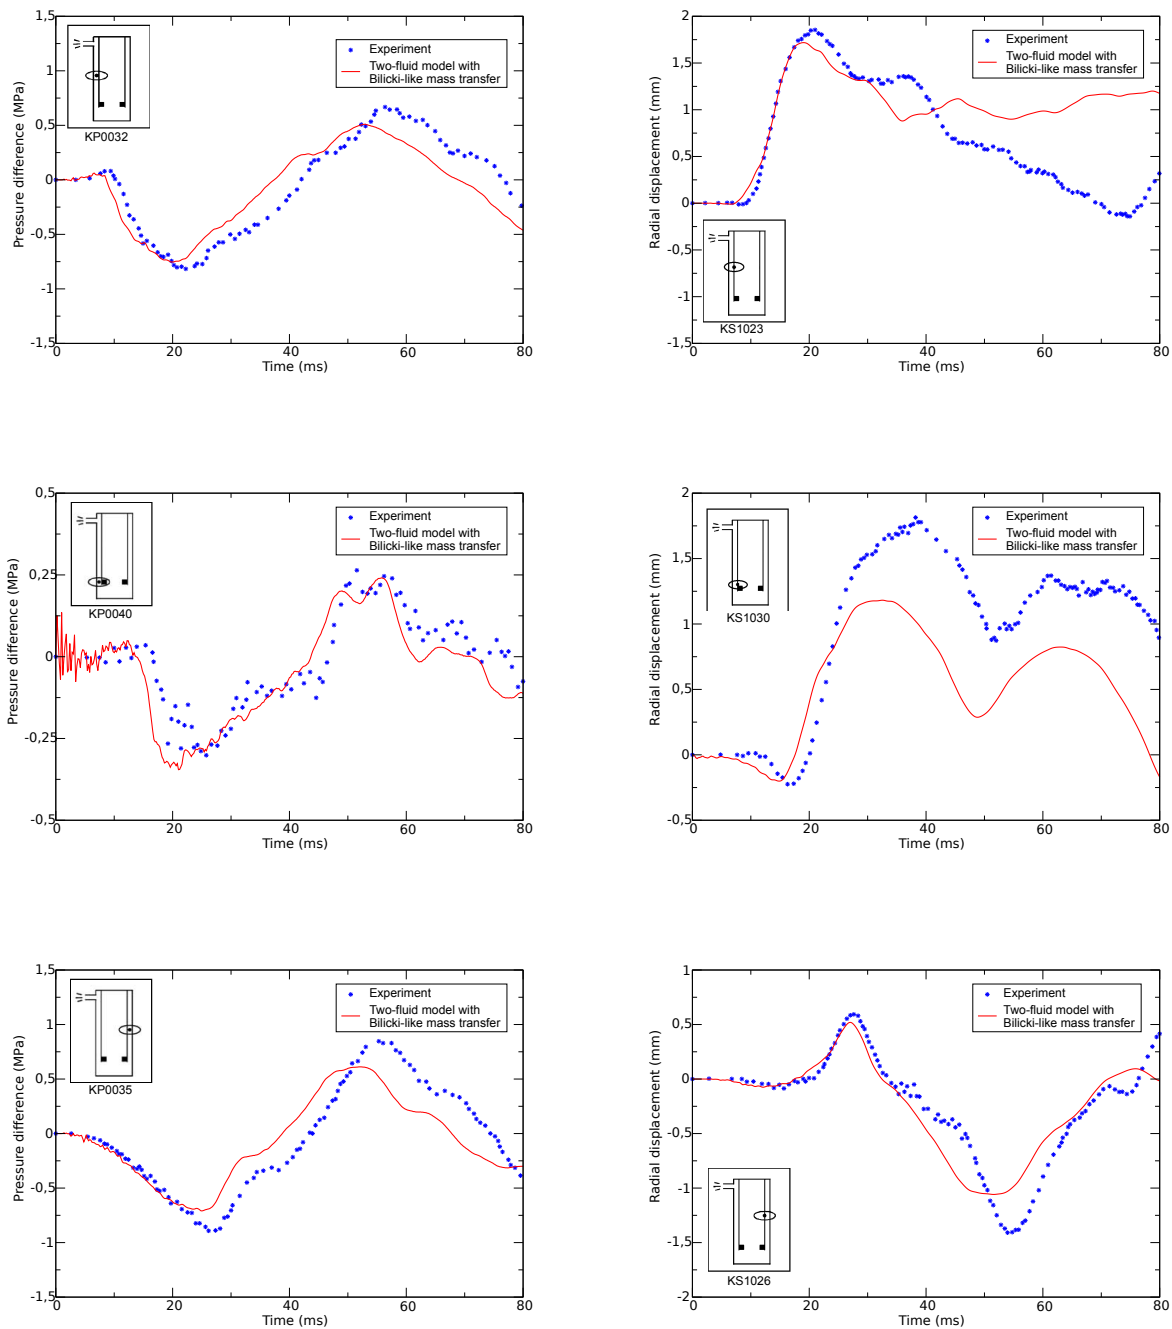 1,5
1
0,5
0
-0,5
-1
-1,5
Pressure difference (MPa)
KP0032
Experiment
Two-fluid model with
Bilicki-like mass transfer
0 20 40 60 80
Time (ms)
2
1,5
1
0,5
0
-0,5
-1
-1,5
Radial displacement (mm)
Experiment
Two-fluid model with
Bilicki-like mass transfer
KS1023
0 20 40 60 80
Time (ms)
0,5
0,25
0
-0,25
-0,5
Pressure difference (MPa)
KP0040
Experiment
Two-fluid model with
Bilicki-like mass transfer
0 20 40 60 80
Time (ms)
2
1,5
1
0,5
0
-0,5
Radial displacement (mm)
KS1030
Experiment
Two-fluid model with
Bilicki-like mass transfer
0 20 40 60 80
Time (ms)
1,5
1
0,5
0
-0,5
-1
-1,5
Pressure difference (MPa)
KP0035
Experiment
Two-fluid model with
Bilicki-like mass transfer
0 20 40 60 80
Time (ms)
1
0,5
0
-0,5
-1
-1,5
-2
Radial displacement (mm)
Experiment
Two-fluid model with
Bilicki-like mass transfer
KS1026
0 20 40 60 80
Time (ms)